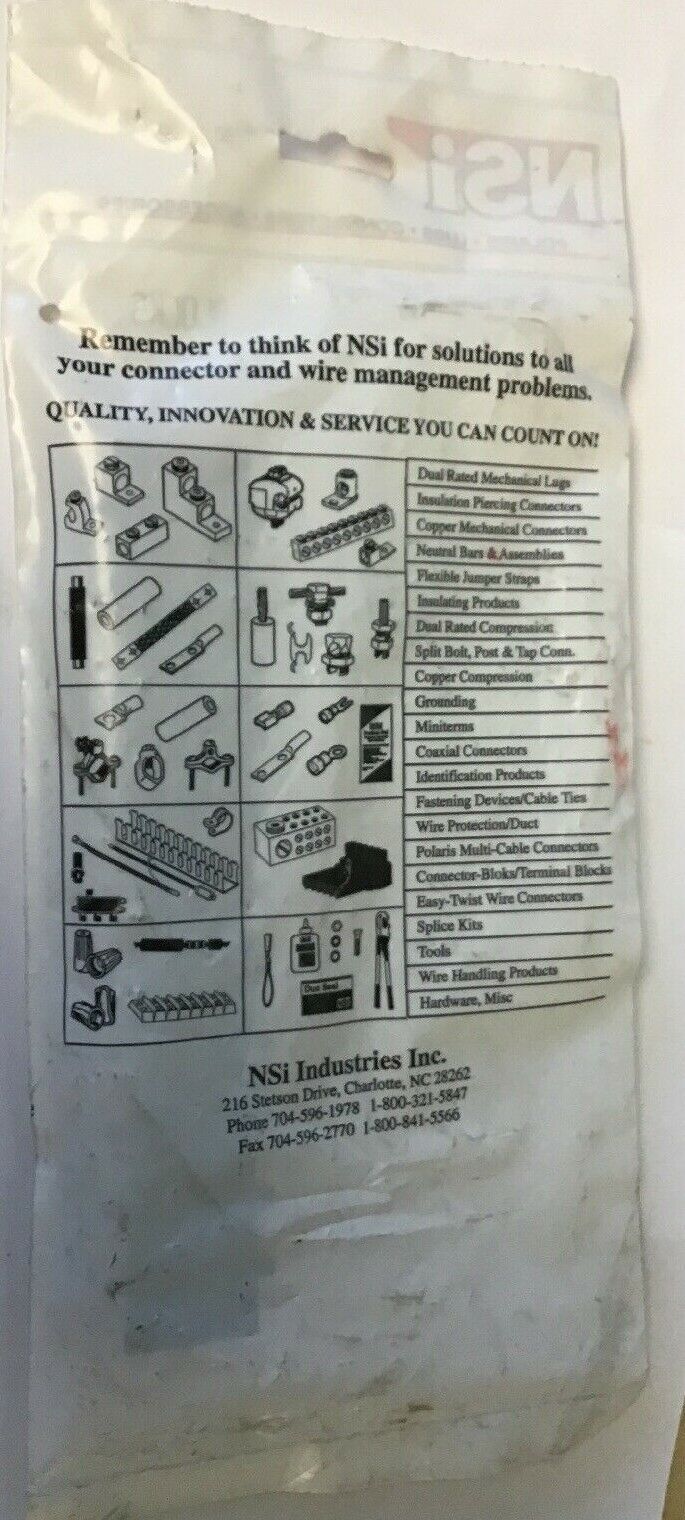 NSi
Remember to think of NSi for solutions to all
your connector and wire management problems.
QUALITY, INNOVATION & SERVICE YOU CAN COUNT ON!
Dual Rated Mechanical Lugs
Insulation Piercing Connectors
Copper Mechanical Connectors
Neutral Bars & Assemblies
Flexible Jumper Straps
Insulating Products
Dual Rated Compression
Split Bolt, Post & Tap Conn.
Copper Compression
Grounding
Miniterms
Coaxial Connectors
Identification Products
Fastening Devices/Cable Ties
Wire Protection/Duct
Polaris Multi-Cable Connectors
Connector-Bloks/Terminal Blocks
Easy-Twist Wire Connectors
Splice Kits
Tools
Wire Handling Products
Hardware, Misc
Duct Seal
NSi Industries Inc.
216 Stetson Drive, Charlotte, NC 28262
Phone 704-596-1978 1-800-321-5847
Fax 704-596-2770 1-800-841-5566